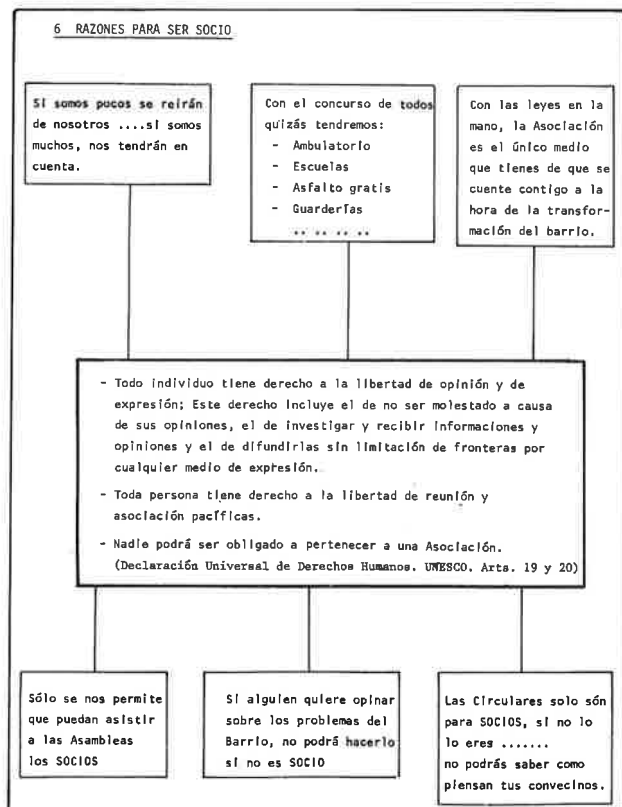 6 RAZONES PARA SER SOCIO
Si somos pocos se reirán
de nosotros ....si somos
muchos, nos tendrán en
cuenta.
Con el concurso de todos
quizás tendremos:
- Ambulatorio
- Escuelas
- Asfalto gratis
- Guarderías
.. .. .. ..
Con las leyes en la
mano, la Asociación
es el único medio
que tienes de que se
cuente contigo a la
hora de la transfor-
mación del barrio.
- Todo individuo tiene derecho a la libertad de opinión y de
expresión; Este derecho incluye el de no ser molestado a causa
de sus opiniones, el de investigar y recibir informaciones y
opiniones y el de difundirlas sin limitación de fronteras por
cualquier medio de expresión.
- Toda persona tiene derecho a la libertad de reunión y
asociación pacíficas.
- Nadie podrá ser obligado a pertenecer a una Asociación.
(Declaración Universal de Derechos Humanos. UNESCO. Arts. 19 y 20)
Sólo se nos permite
que puedan asistir
a las Asambleas
los SOCIOS
Si alguien quiere opinar
sobre los problemas del
Barrio, no podrá hacerlo
si no es SOCIO
Las Circulares solo són
para SOCIOS, si no lo
lo eres .......
no podrás saber como
piensan tus convecinos.